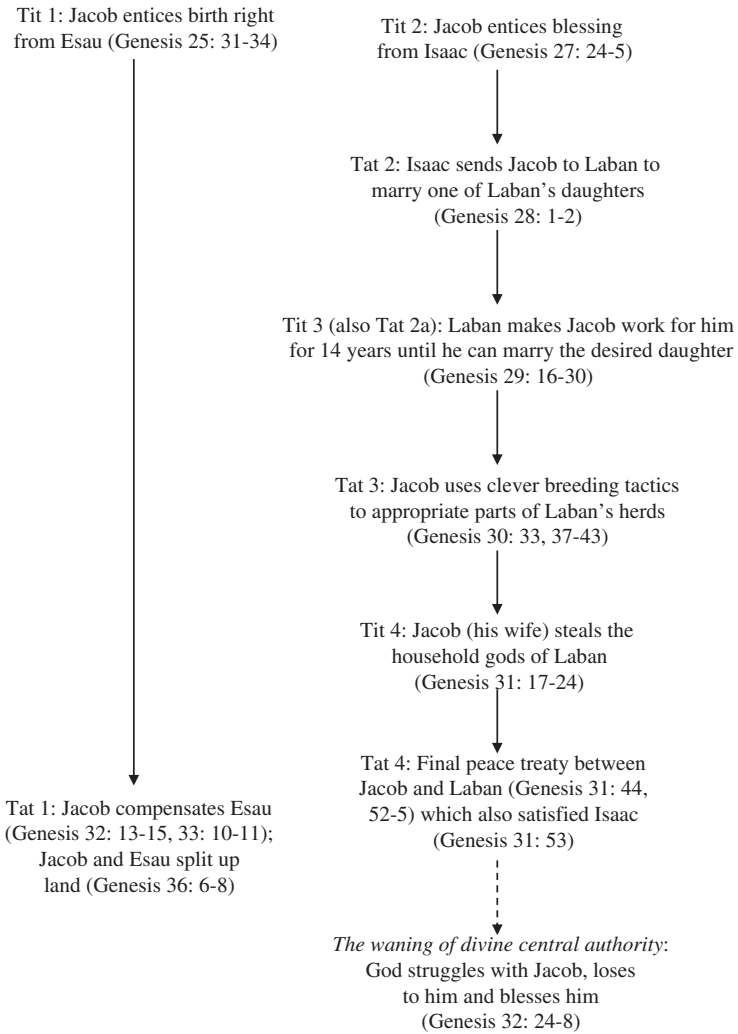 Tit 1: Jacob entices birth right
from Esau (Genesis 25: 31-34)
Tat 1: Jacob compensates Esau
(Genesis 32: 13-15, 33: 10-11);
Jacob and Esau split up
land (Genesis 36: 6-8)
Tit 2: Jacob entices blessing
from Isaac (Genesis 27: 24-5)
Tat 2: Isaac sends Jacob to Laban to
marry one of Laban’s daughters
(Genesis 28: 1-2)
Tit 3 (also Tat 2a): Laban makes Jacob work for him
for 14 years until he can marry the desired daughter
(Genesis 29: 16-30)
Tat 3: Jacob uses clever breeding tactics
to appropriate parts of Laban’s herds
(Genesis 30: 33, 37-43)
Tit 4: Jacob (his wife) steals the
household gods of Laban
(Genesis 31: 17-24)
Tat 4: Final peace treaty between
Jacob and Laban (Genesis 31: 44,
52-5) which also satisfied Isaac
(Genesis 31: 53)
The waning of divine central authority:
God struggles with Jacob, loses
to him and blesses him
(Genesis 32: 24-8)